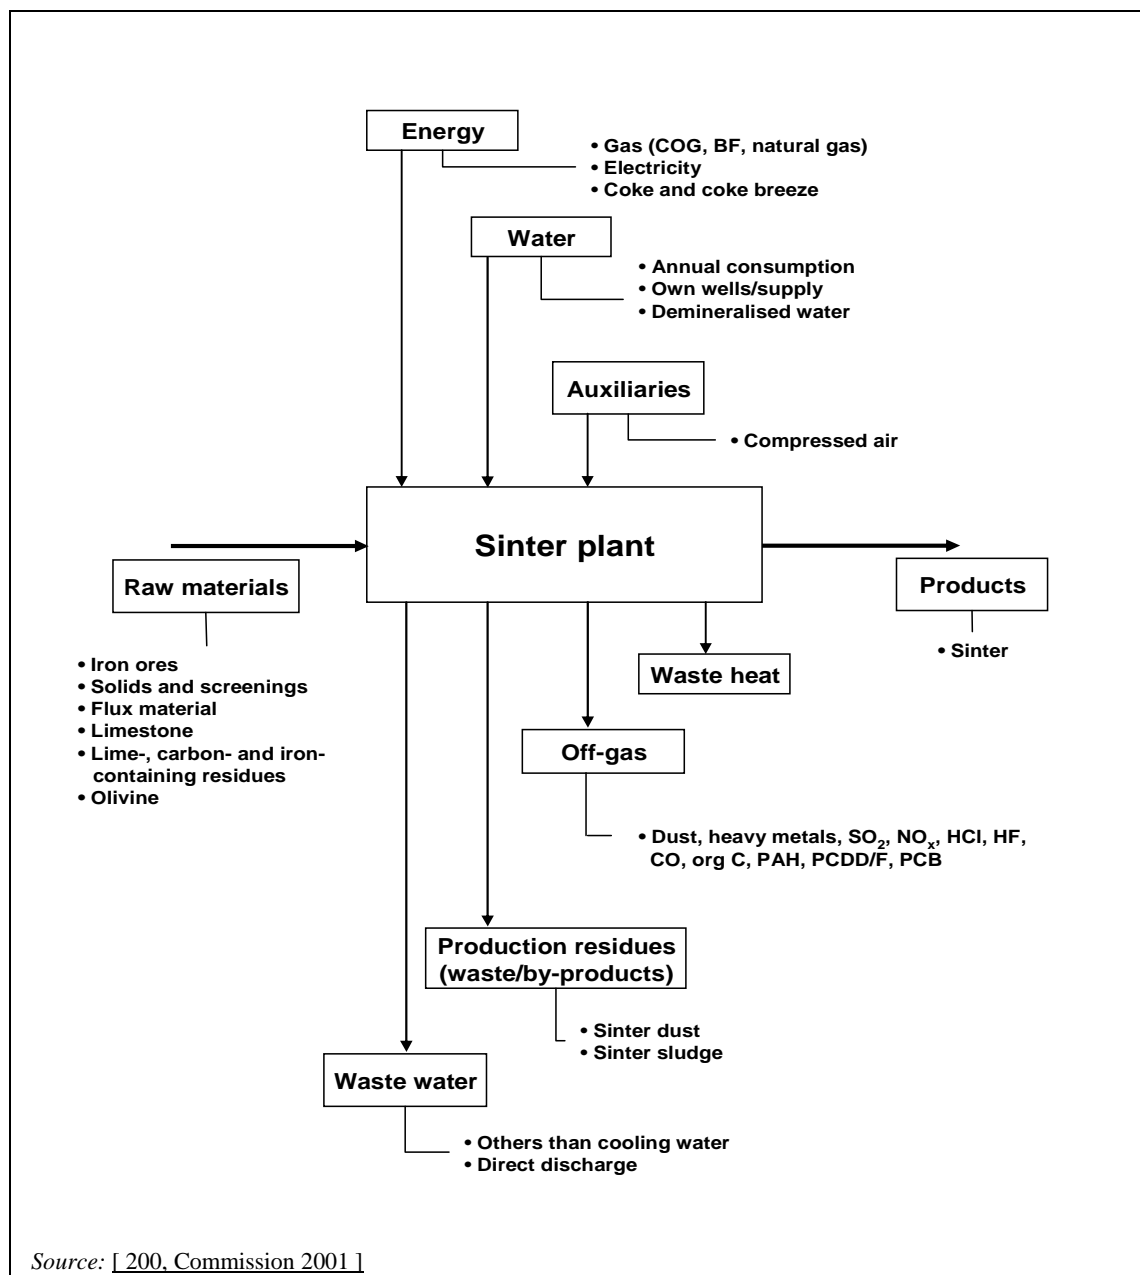 Energy
• Gas (COG, BF, natural gas)
• Electricity
• Coke and coke breeze
Water
• Annual consumption
• Own wells/supply
• Demineralised water
Auxiliaries
• Compressed air
Sinter plant
Raw materials
• Iron ores
• Solids and screenings
• Flux material
• Limestone
• Lime-, carbon- and iron-
containing residues
• Olivine
Products
• Sinter
Waste heat
Off-gas
• Dust, heavy metals, SO₂, NOₓ, HCl, HF,
CO, org C, PAH, PCDD/F, PCB
Production residues
(waste/by-products)
• Sinter dust
• Sinter sludge
Waste water
• Others than cooling water
• Direct discharge
Source: [ 200, Commission 2001 ]